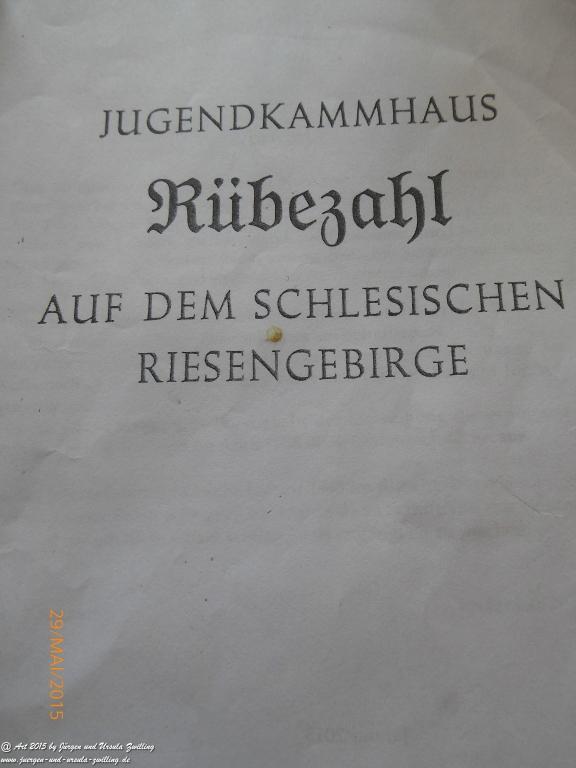 JUGENDKAMMHAUS
Rübezahl
AUF DEM SCHLESISCHEN
RIESENGEBIRGE
29/MAI/2015
@ Art 2015 by Jürgen und Ursula Zwilling
www.juergen-und-ursula-zwilling.de